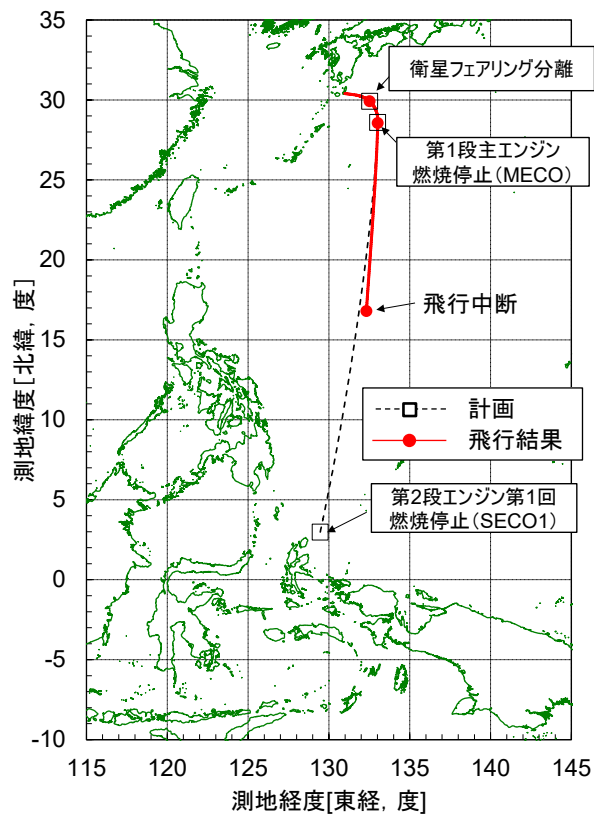 35
30
25
20
15
10
5
0
-5
-10
測地緯度[北緯, 度]
衛星フェアリング分離
第1段主エンジン
燃焼停止(MECO)
飛行中断
計画
飛行結果
第2段エンジン第1回
燃焼停止(SECO1)
115
120
125
130
135
140
145
測地経度[東経, 度]